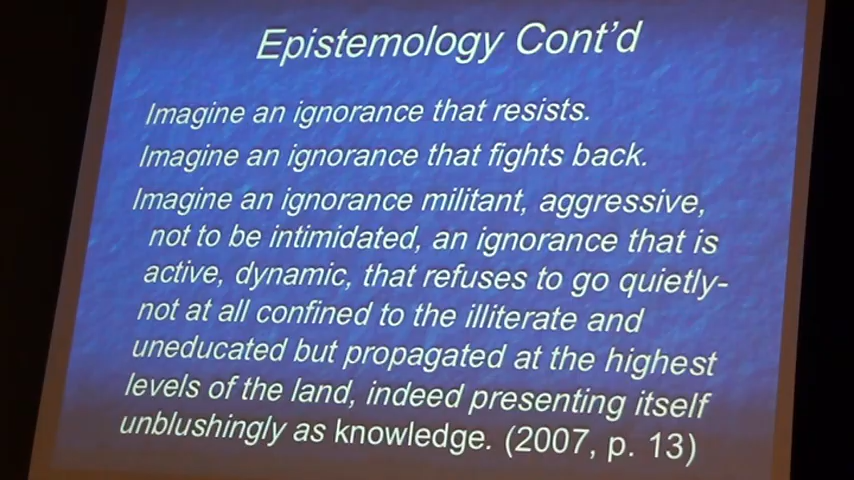 Epistemology Cont'd
Imagine an ignorance that resists.
Imagine an ignorance that fights back.
Imagine an ignorance militant, aggressive,
not to be intimidated, an ignorance that is
active, dynamic, that refuses to go quietly-
not at all confined to the illiterate and
uneducated but propagated at the highest
levels of the land, indeed presenting itself
unblushingly as knowledge. (2007, p. 13)